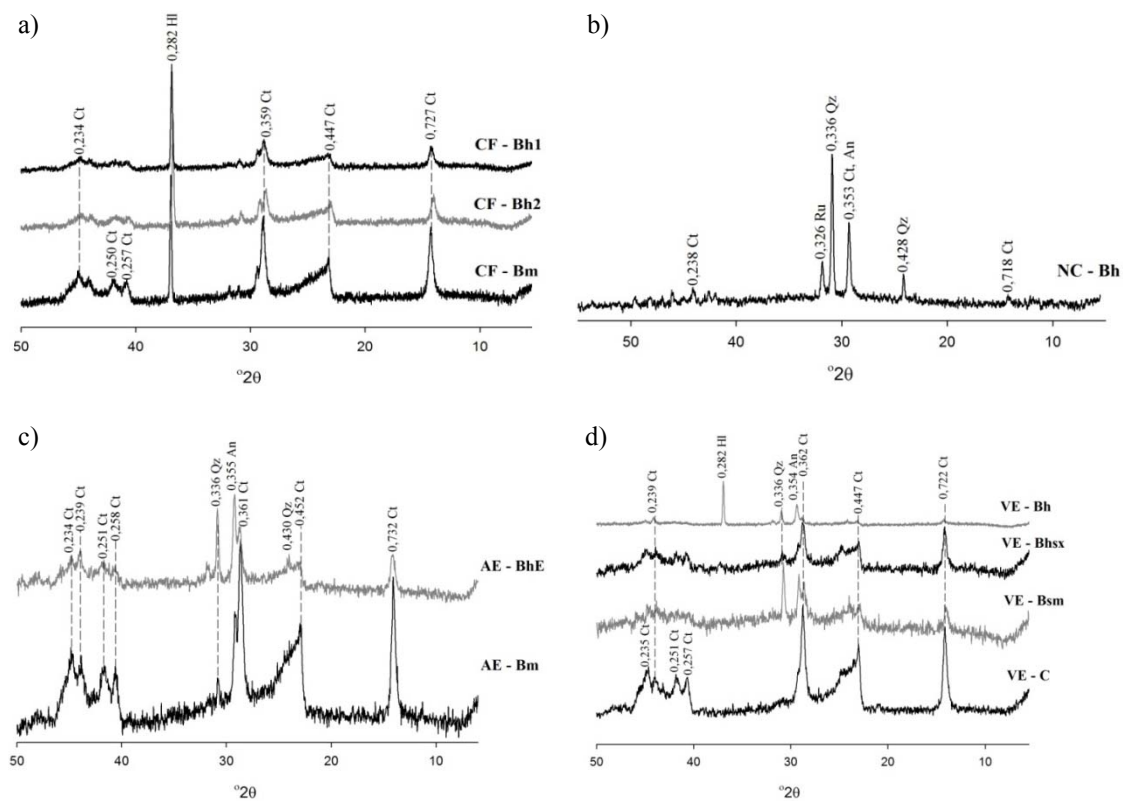 a)
0,282 Hl
0,234 Ct
0,359 Ct
0,447 Ct
0,727 Ct
CF - Bh1
CF - Bh2
0,250 Ct
0,257 Ct
CF - Bm
50 40 30 20 10
°2θ
b)
0,336 Qz
0,353 Ct, An
0,326 Ru
0,428 Qz
0,238 Ct
0,718 Ct
NC - Bh
50 40 30 20 10
°2θ
c)
0,336 Qz
0,355 An
0,361 Ct
0,234 Ct
0,239 Ct
0,251 Ct
0,258 Ct
0,430 Qz
0,452 Ct
0,732 Ct
AE - BhE
AE - Bm
50 40 30 20 10
°2θ
d)
0,239 Ct
0,282 Hl
0,336 Qz
0,354 An
0,362 Ct
0,447 Ct
0,722 Ct
VE - Bh
VE - Bhsx
VE - Bsm
0,235 Ct
0,251 Ct
0,257 Ct
VE - C
50 40 30 20 10
°2θ